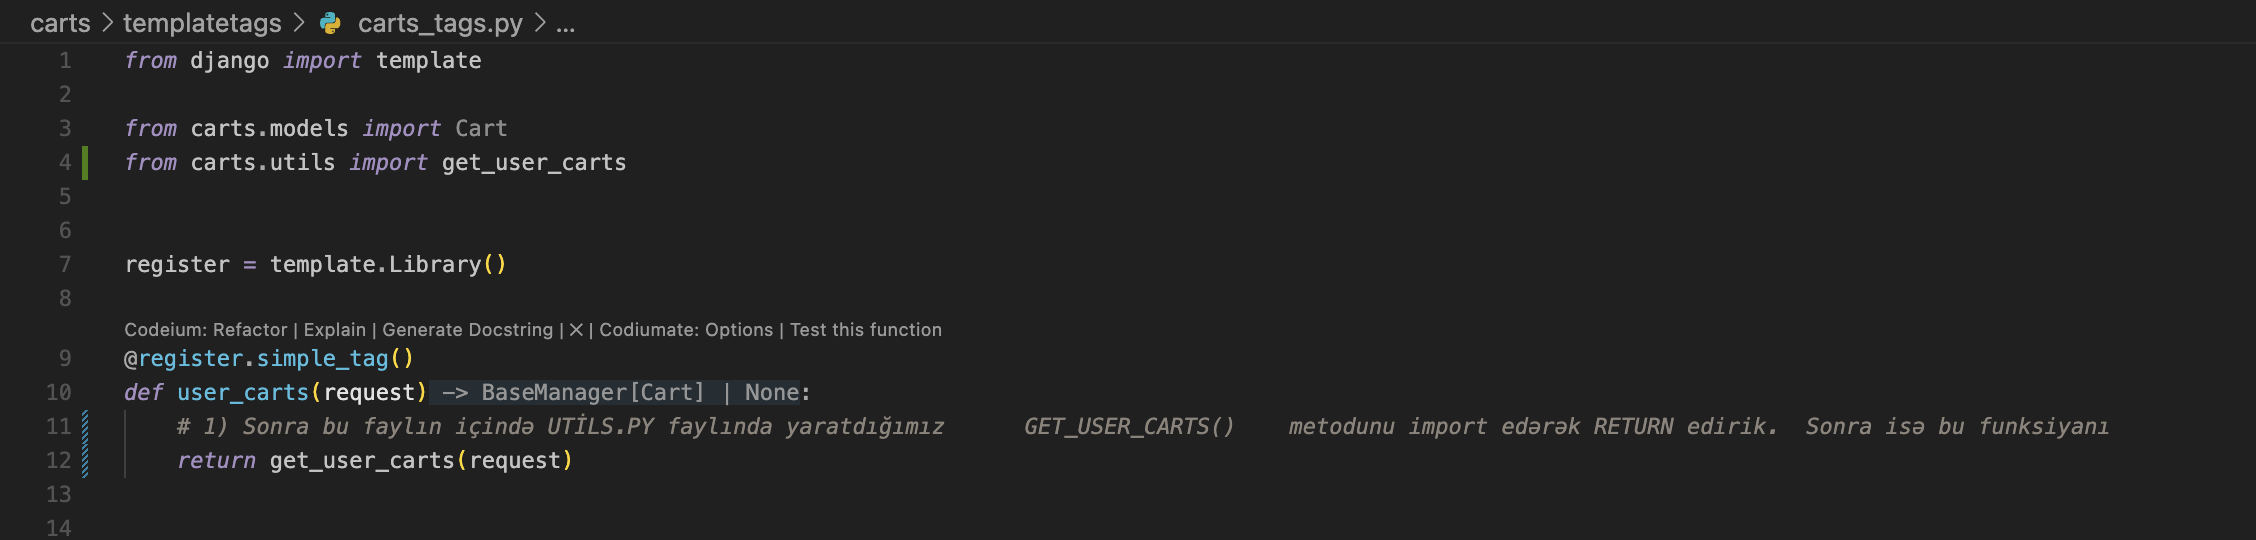 carts > templatetags > carts_tags.py > ...
1 from django import template
2
3 from carts.models import Cart
4 from carts.utils import get_user_carts
5
6
7 register = template.Library()
8
Codeium: Refactor | Explain | Generate Docstring | X | Codiumate: Options | Test this function
9 @register.simple_tag()
10 def user_carts(request) -> BaseManager[Cart] | None:
11 # 1) Sonra bu faylın içində UTİLS.PY faylında yaratdığımız GET_USER_CARTS() metodunu import edərək RETURN edirik. Sonra isə bu funksiyanı
12 return get_user_carts(request)
13
14